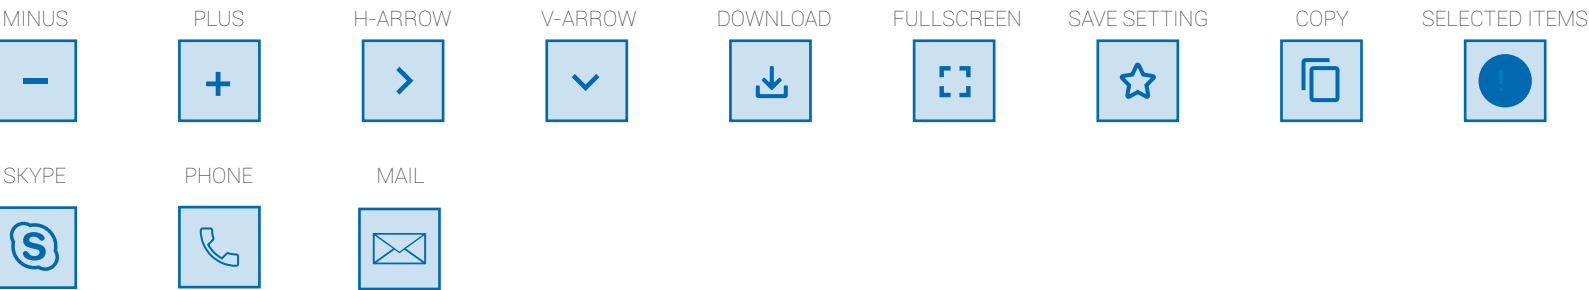 MINUS
PLUS
H-ARROW
V-ARROW
DOWNLOAD
FULLSCREEN
SAVE SETTING
COPY
SELECTED ITEMS
!
SKYPE
PHONE
MAIL
S